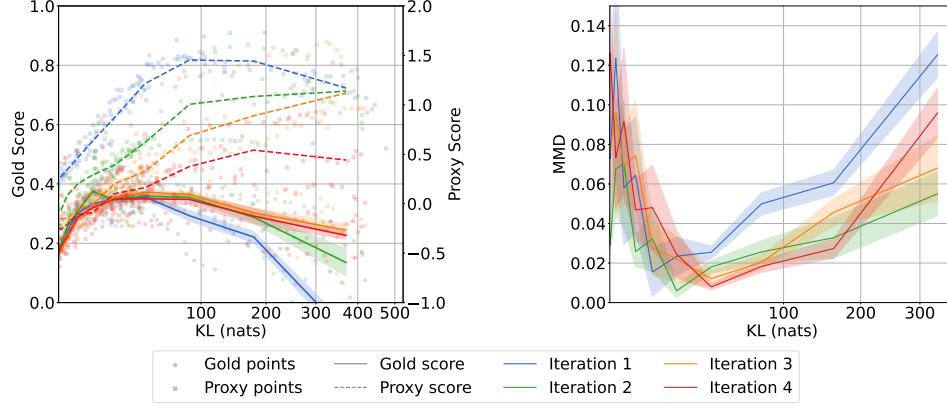 1.0
0.8
0.6
0.4
0.2
0.0
Gold Score
2.0
1.5
1.0
0.5
0.0
−0.5
−1.0
Proxy Score
100
200
300
400
500
KL (nats)
0.14
0.12
0.10
0.08
0.06
0.04
0.02
0.00
MMD
100
200
300
KL (nats)
Gold points
Gold score
Iteration 1
Iteration 3
Proxy points
Proxy score
Iteration 2
Iteration 4